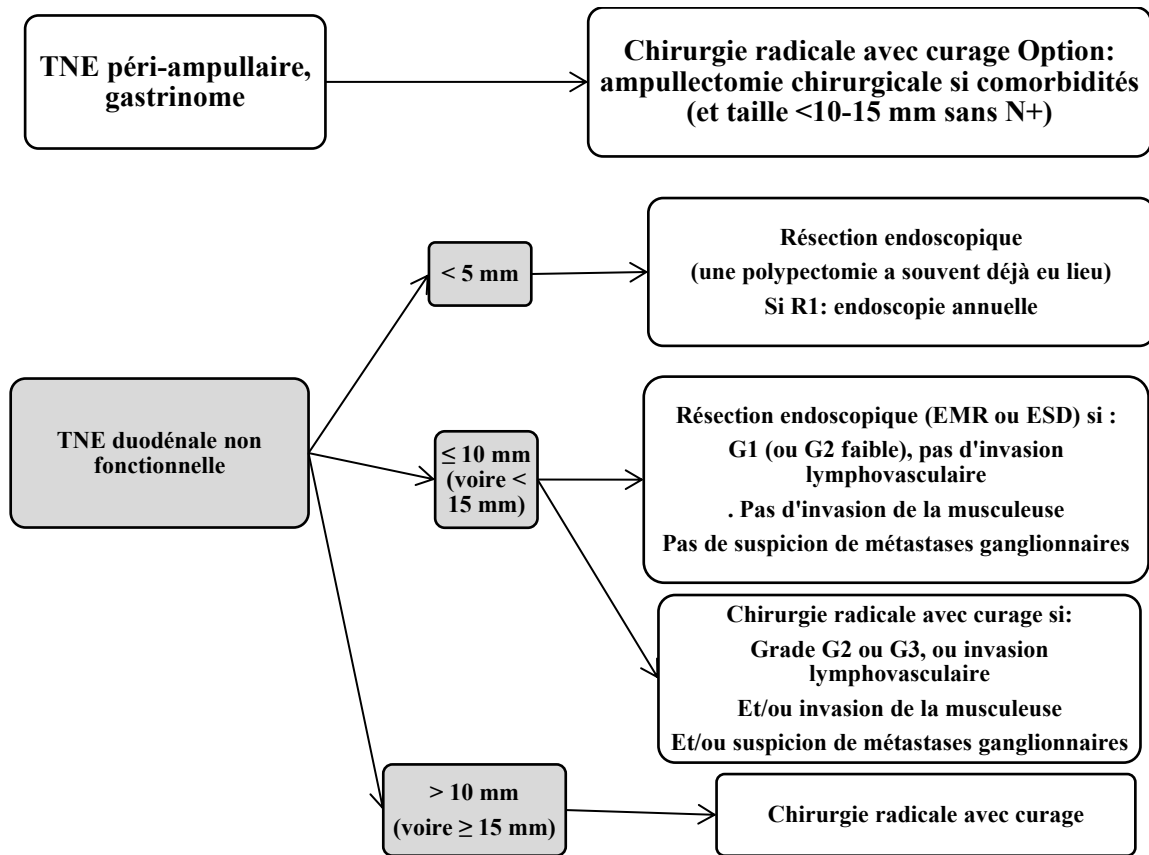 TNE péri-ampullaire,
gastrinome
Chirurgie radicale avec curage Option:
ampullectomie chirurgicale si comorbidités
(et taille <10-15 mm sans N+)
< 5 mm
Résection endoscopique
(une polypectomie a souvent déjà eu lieu)
Si R1: endoscopie annuelle
TNE duodénale non
fonctionnelle
≤ 10 mm
(voire <
15 mm)
Résection endoscopique (EMR ou ESD) si :
G1 (ou G2 faible), pas d'invasion
lymphovasculaire
. Pas d'invasion de la musculeuse
Pas de suspicion de métastases ganglionnaires
Chirurgie radicale avec curage si:
Grade G2 ou G3, ou invasion
lymphovasculaire
Et/ou invasion de la musculeuse
Et/ou suspicion de métastases ganglionnaires
> 10 mm
(voire ≥ 15 mm)
Chirurgie radicale avec curage